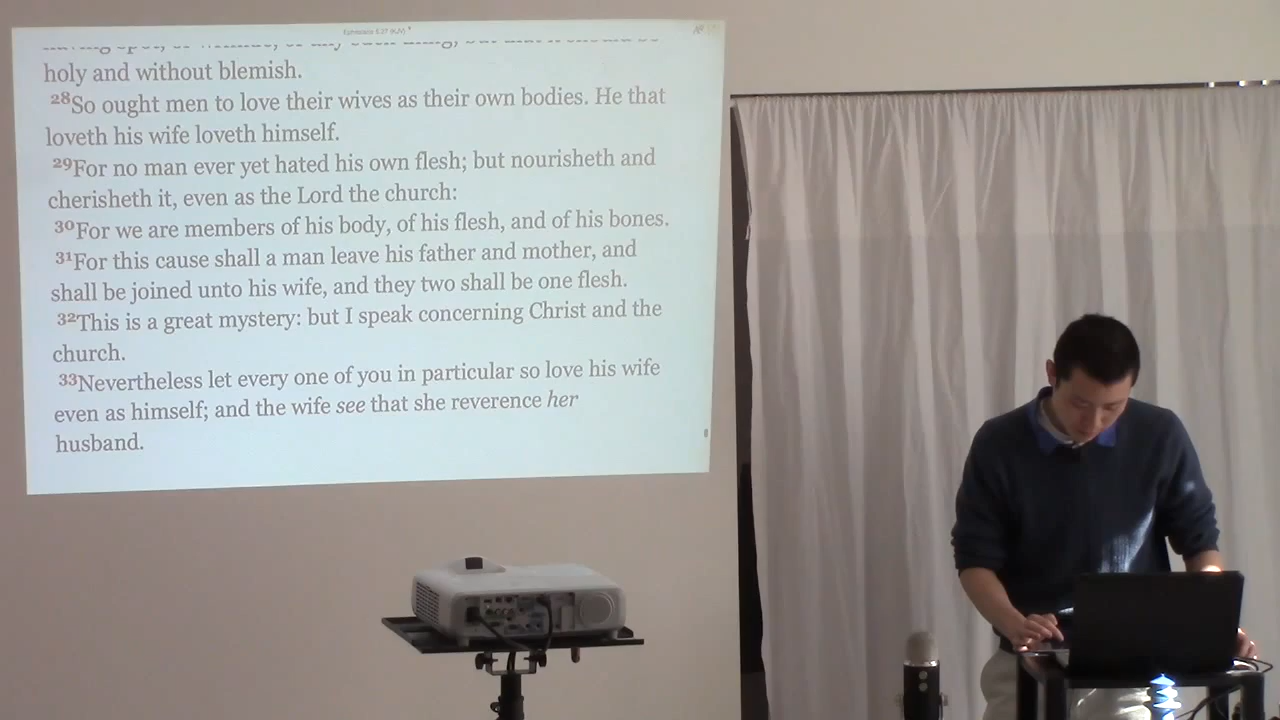 Ephesians 5:27 (KJV)
holy and without blemish.
28So ought men to love their wives as their own bodies. He that
loveth his wife loveth himself.
29For no man ever yet hated his own flesh; but nourisheth and
cherisheth it, even as the Lord the church:
30For we are members of his body, of his flesh, and of his bones.
31For this cause shall a man leave his father and mother, and
shall be joined unto his wife, and they two shall be one flesh.
32This is a great mystery: but I speak concerning Christ and the
church.
33Nevertheless let every one of you in particular so love his wife
even as himself; and the wife see that she reverence her
husband.